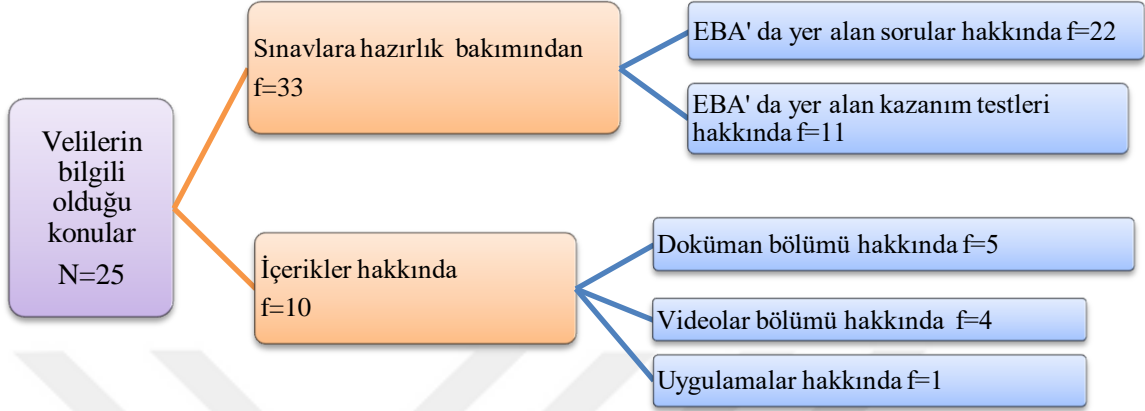 Velilerin
bilgili
olduğu
konular
N=25
Sınavlara hazırlık bakımından
f=33
EBA' da yer alan sorular hakkında f=22
EBA' da yer alan kazanım testleri
hakkında f=11
İçerikler hakkında
f=10
Doküman bölümü hakkında f=5
Videolar bölümü hakkında f=4
Uygulamalar hakkında f=1